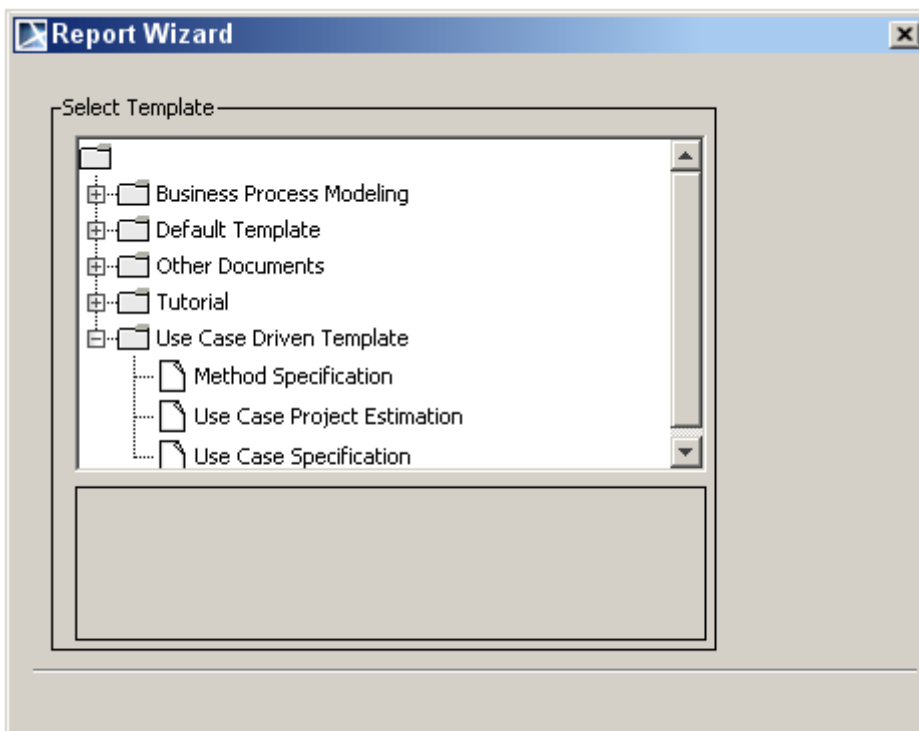 Report Wizard
Select Template
Business Process Modeling
Default Template
Other Documents
Tutorial
Use Case Driven Template
Method Specification
Use Case Project Estimation
Use Case Specification